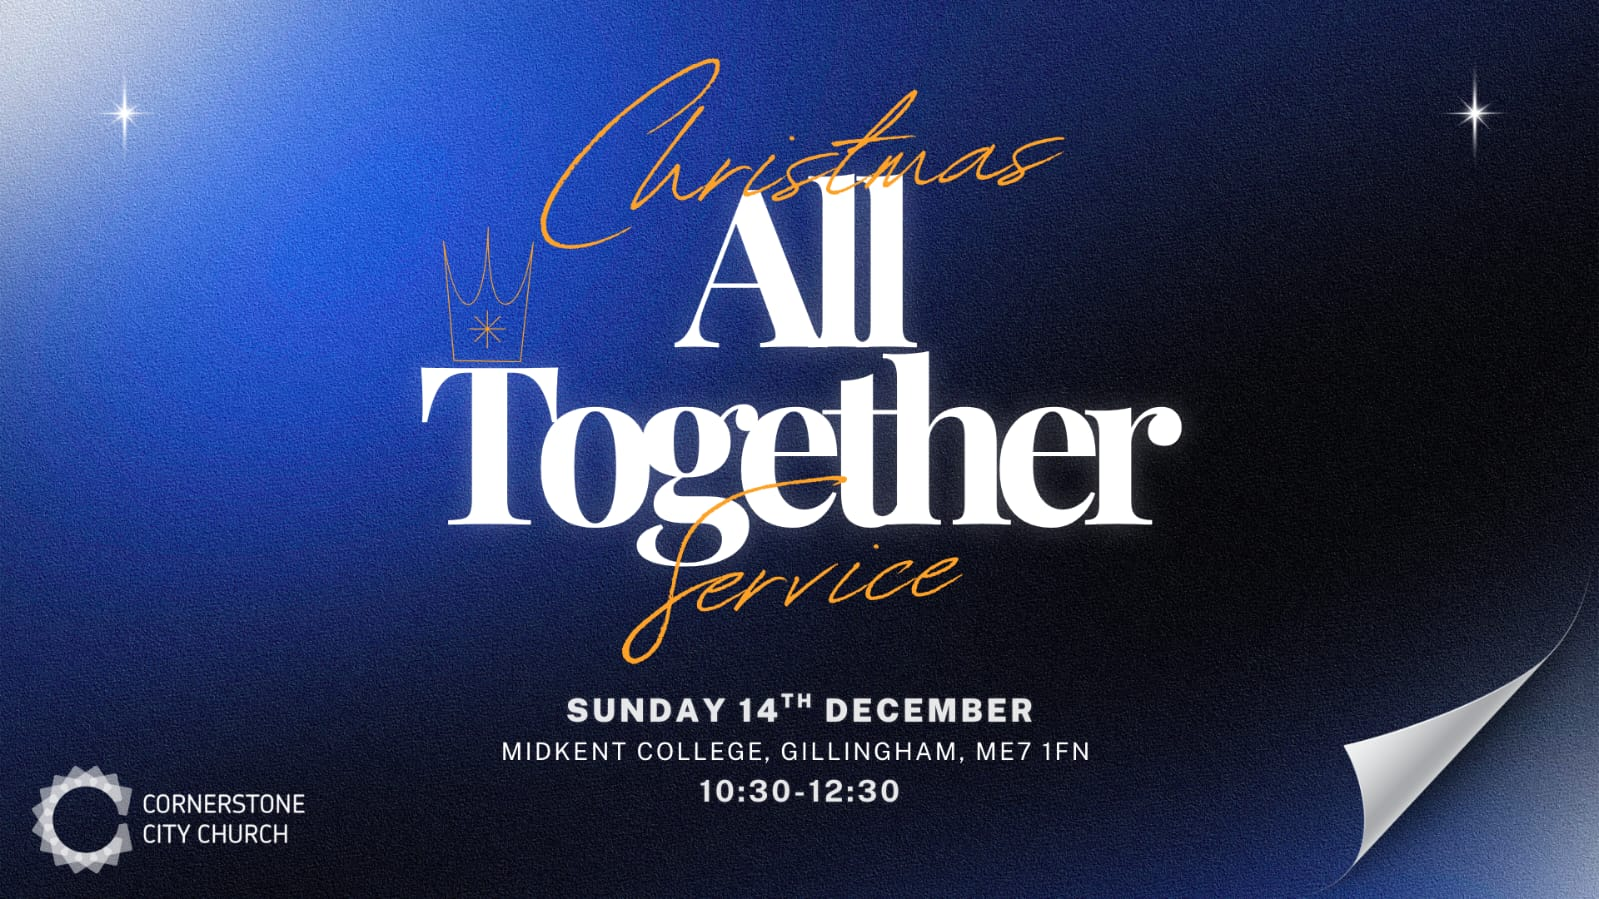 Christmas
All
Together
Service
SUNDAY 14TH DECEMBER
MIDKENT COLLEGE, GILLINGHAM, ME7 1FN
10:30-12:30
CORNERSTONE
CITY CHURCH